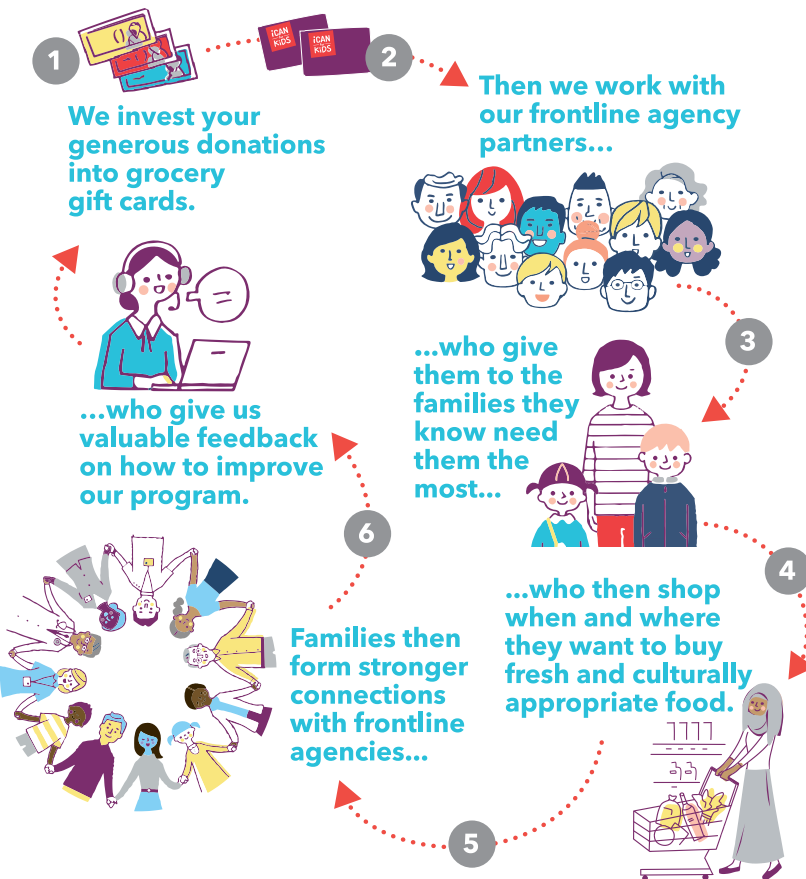 1
iCAN
for
KiDS
iCAN
for
KiDS
2
We invest your
generous donations
into grocery
gift cards.
Then we work with
our frontline agency
partners...
3
...who give
them to the
families they
know need
them the
most...
4
...who then shop
when and where
they want to buy
fresh and culturally
appropriate food.
5
Families then
form stronger
connections
with frontline
agencies...
6
...who give us
valuable feedback
on how to improve
our program.